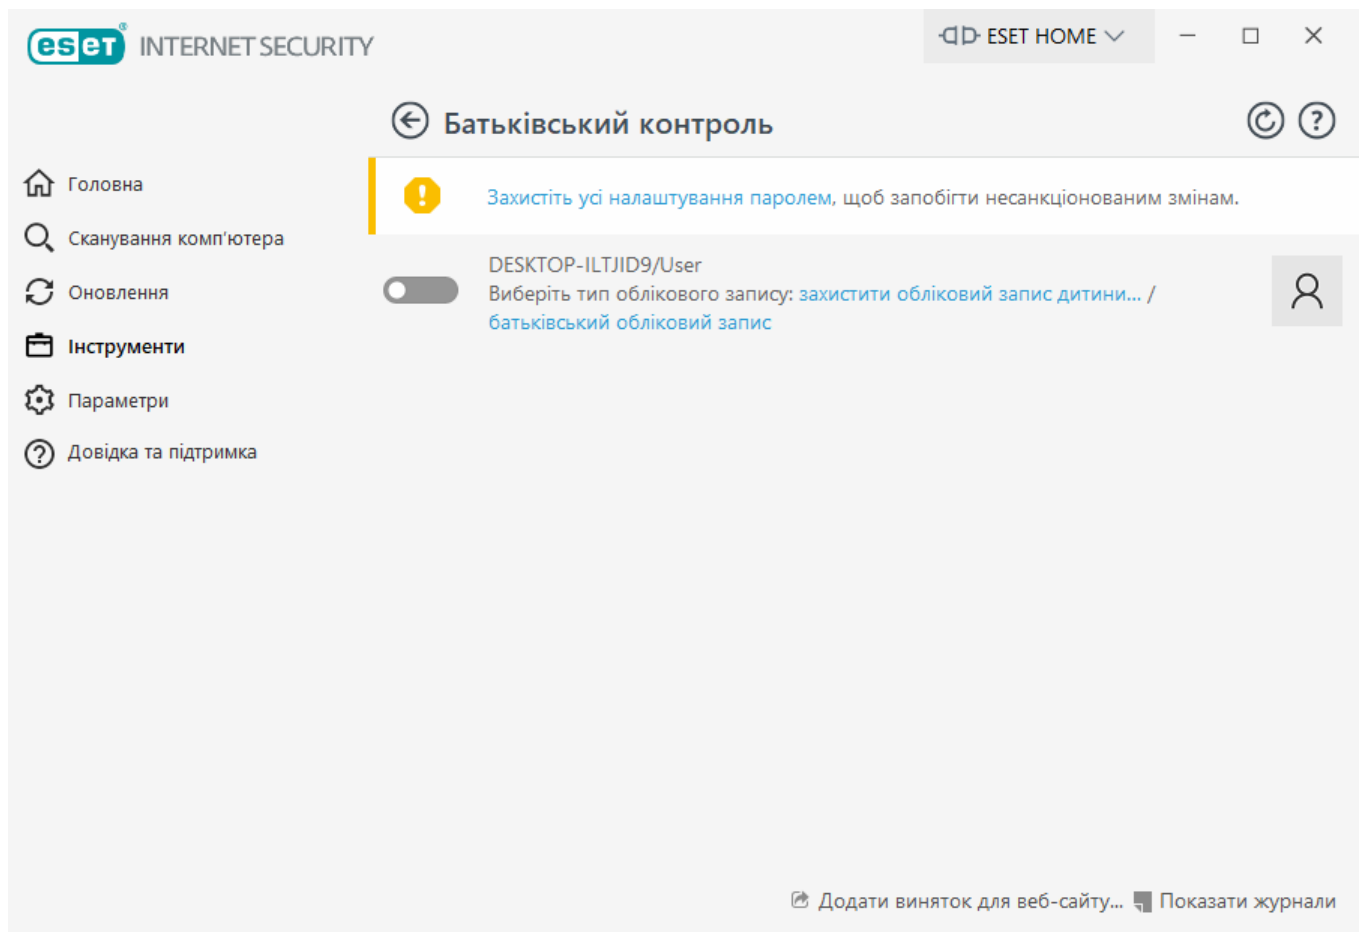 eset® INTERNET SECURITY
ESET HOME
Батьківський контроль
Головна
Сканування комп'ютера
Оновлення
Інструменти
Параметри
Довідка та підтримка
Захистіть усі налаштування паролем, щоб запобігти несанкціонованим змінам.
DESKTOP-ILTJID9/User
Виберіть тип облікового запису: захистити обліковий запис дитини... /
батьківський обліковий запис
Додати виняток для веб-сайту... Показати журнали